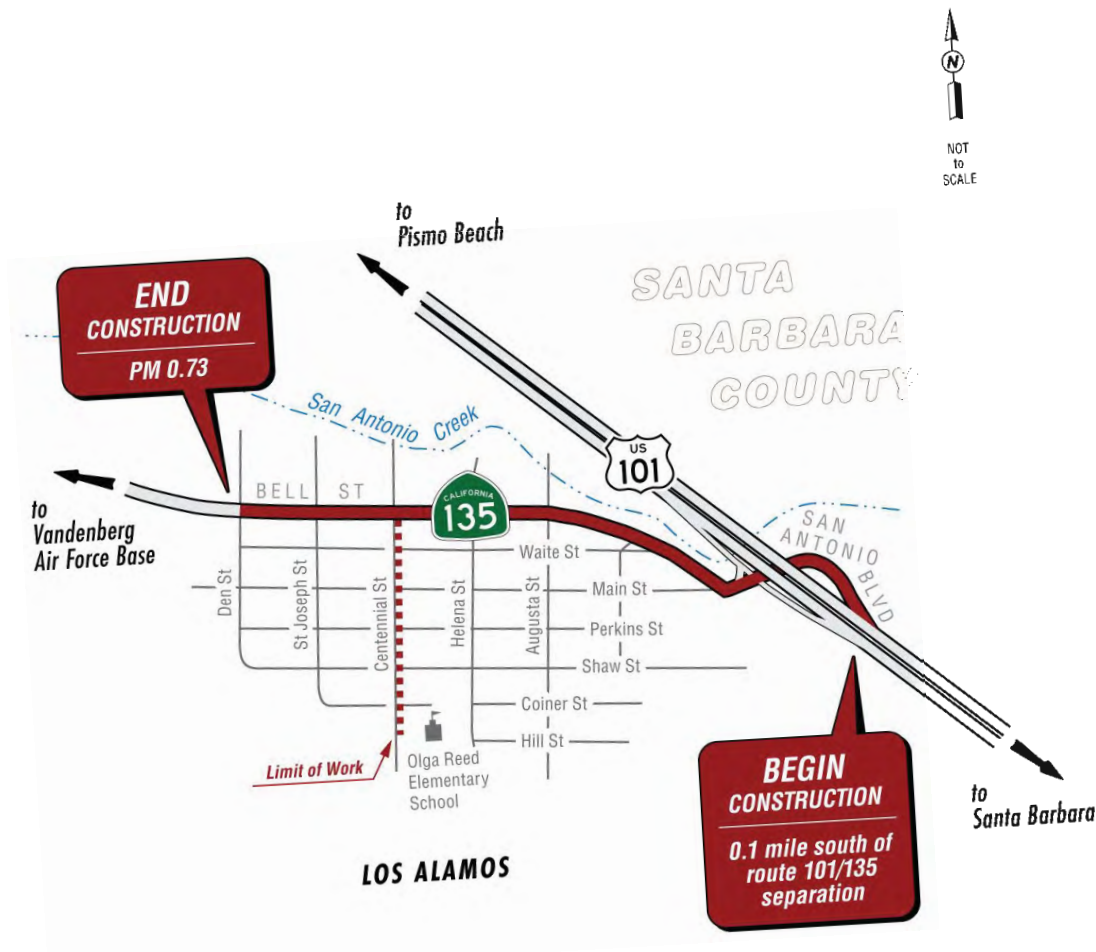 N
NOT
to
SCALE
to
Pismo Beach
SANTA
BARBARA
COUNTY
END
CONSTRUCTION
PM 0.73
San Antonio Creek
US
101
BELL ST
CALIFORNIA
135
to
Vandenberg
Air Force Base
SAN
ANTONIO
BLVD
Waite St
Den St
St Joseph St
Centennial St
Helena St
Augusta St
Main St
Perkins St
Shaw St
Coiner St
Hill St
Limit of Work
Olga Reed
Elementary
School
BEGIN
CONSTRUCTION
0.1 mile south of
route 101/135
separation
to
Santa Barbara
LOS ALAMOS